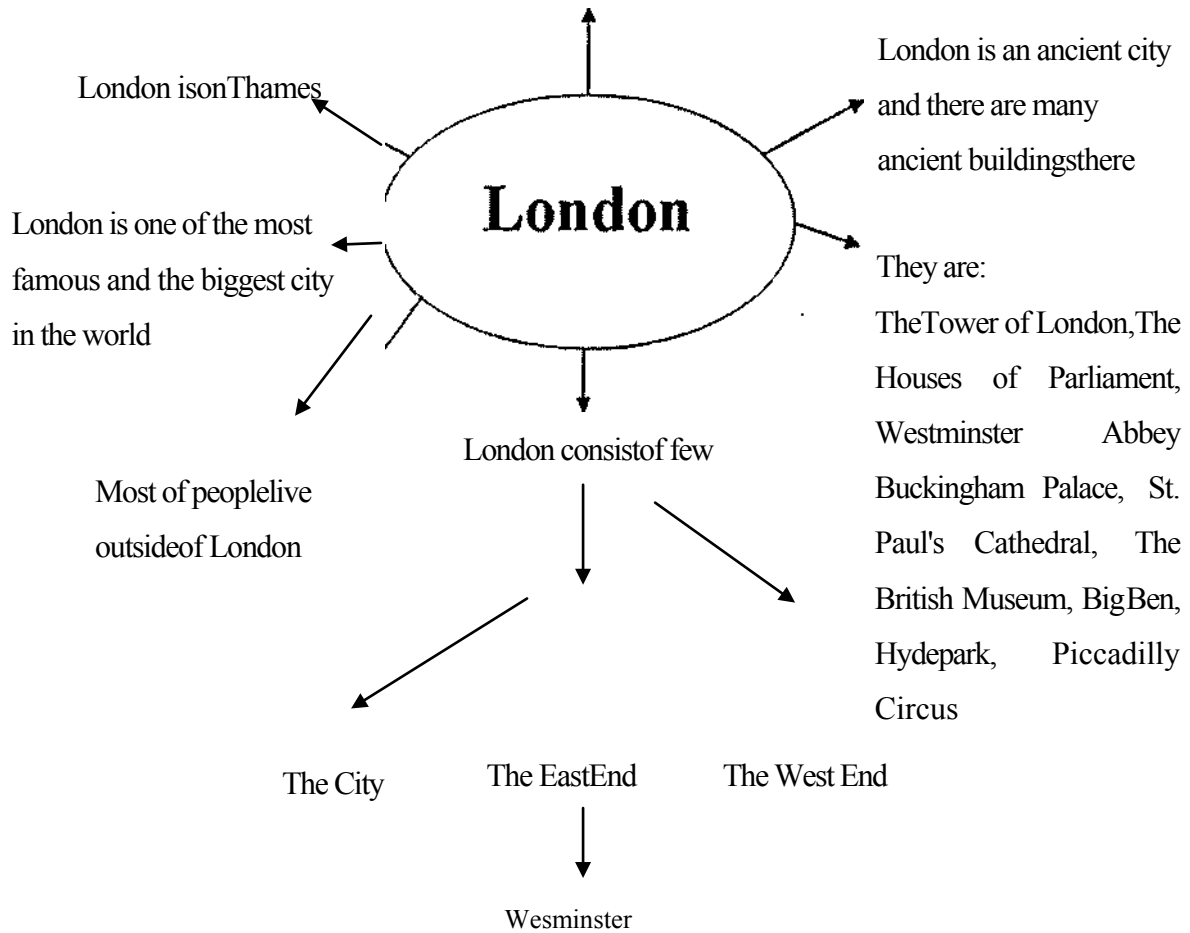 London isonThames
London is an ancient city
and there are many
ancient buildingsthere
London
London is one of the most
famous and the biggest city
in the world
They are:
TheTower of London,The
Houses of Parliament,
Westminster Abbey
Buckingham Palace, St.
Paul's Cathedral, The
British Museum, BigBen,
Hydepark, Piccadilly
Circus
London consistof few
Most of peoplelive
outsideof London
The City
The EastEnd
The West End
Wesminster